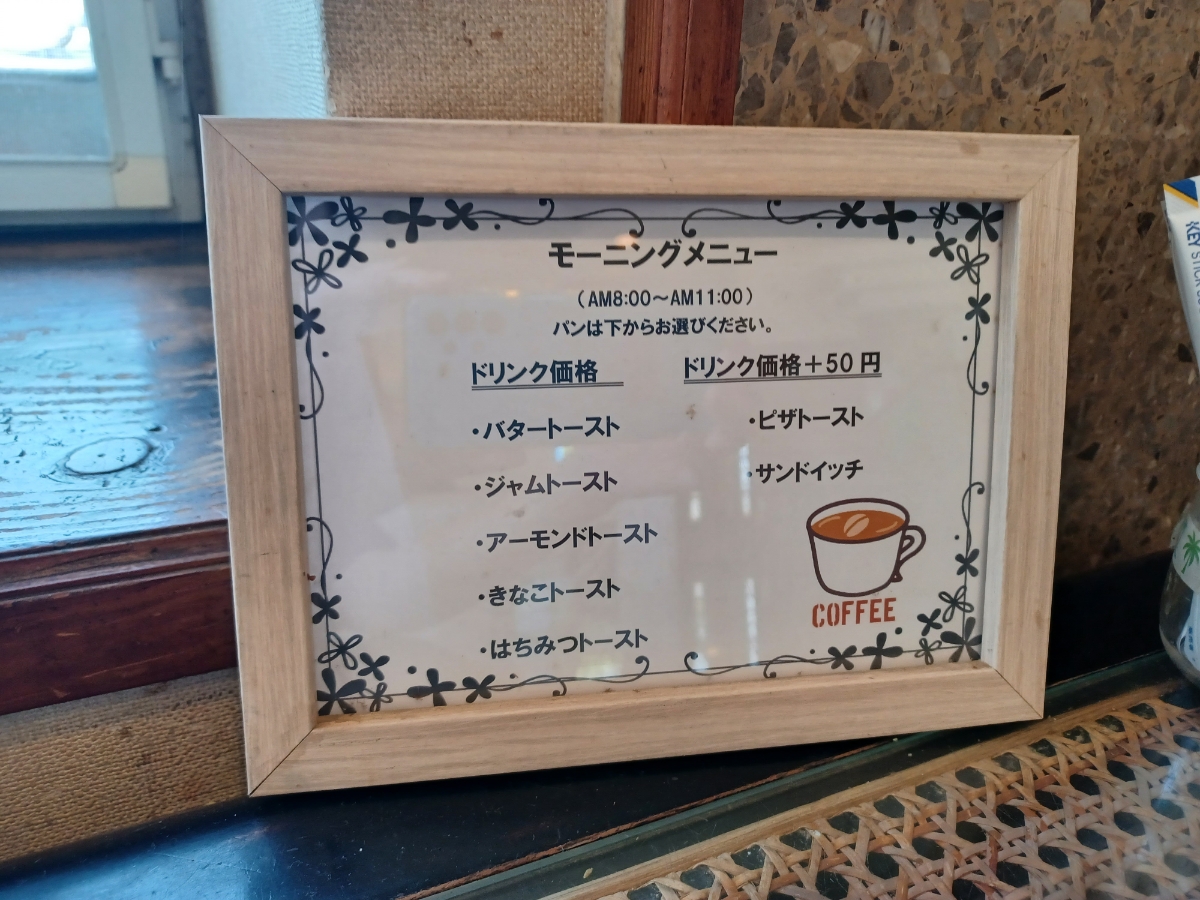 モーニングメニュー
（AM8:00～AM11:00）
パンは下からお選びください。
ドリンク価格
・バタートースト
・ジャムトースト
・アーモンドトースト
・きなこトースト
・はちみつトースト
ドリンク価格＋50円
・ピザトースト
・サンドイッチ
COFFEE
KEY